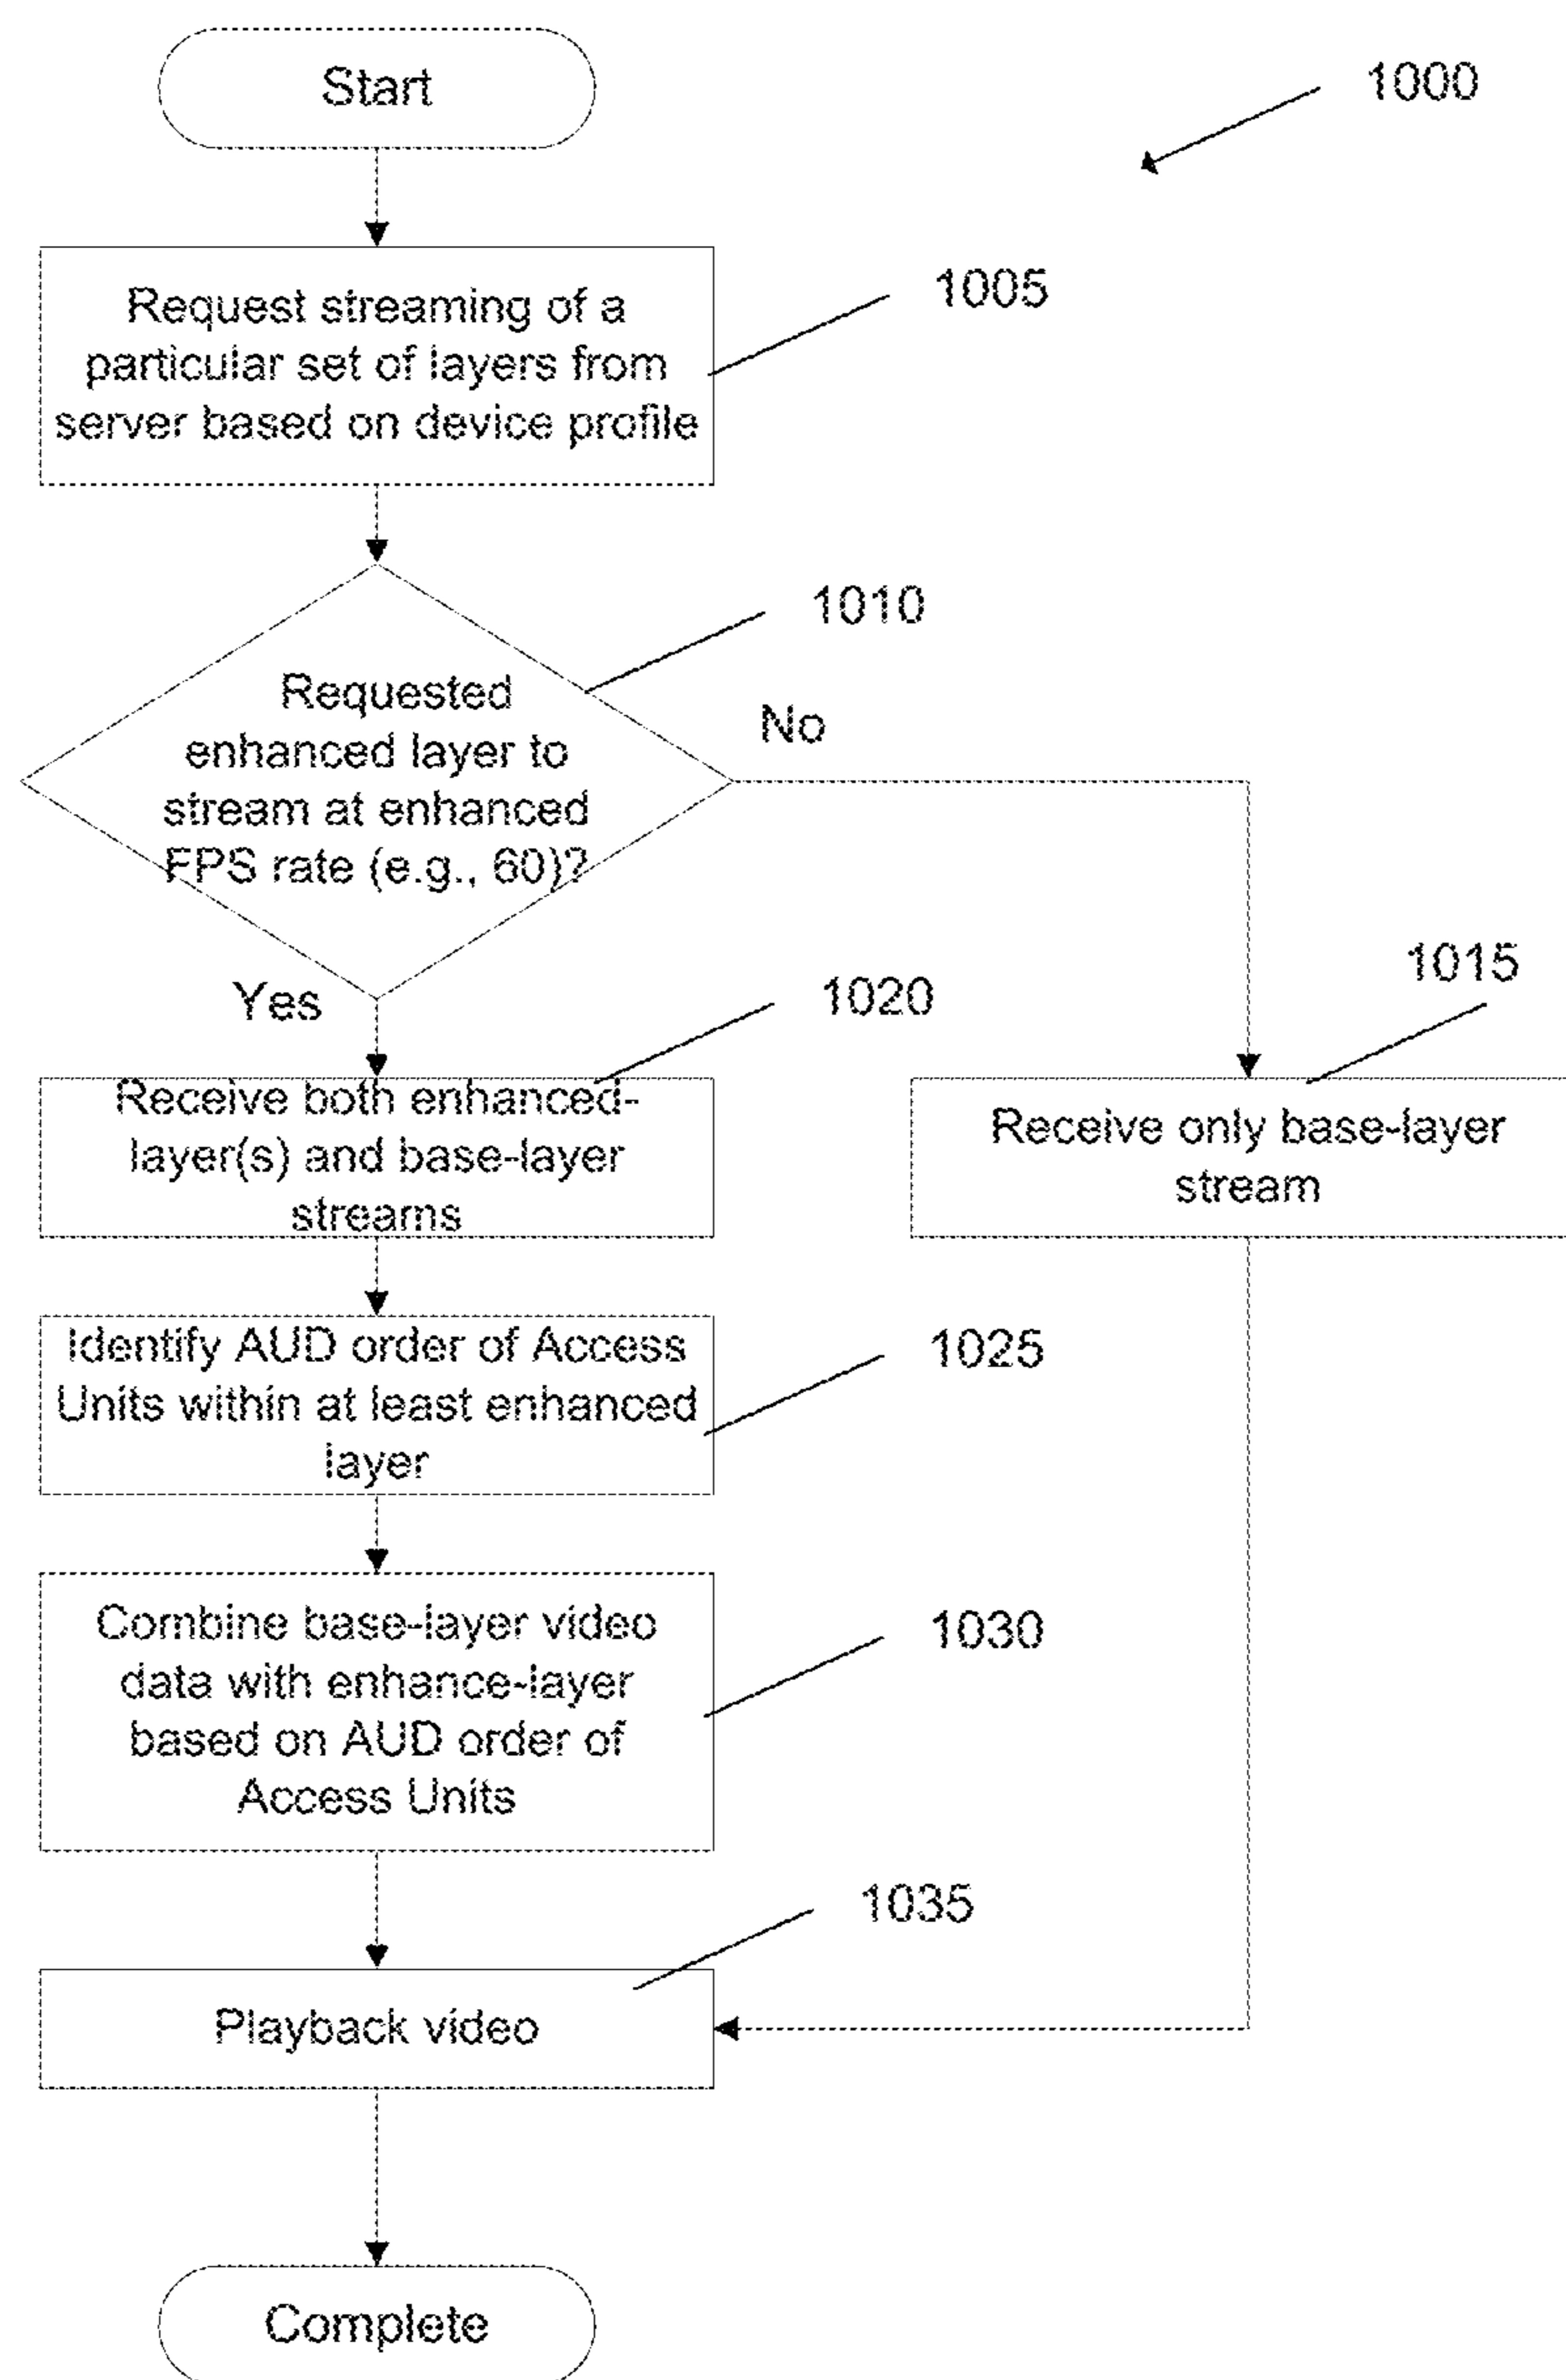 Start
1000
Request streaming of a
particular set of layers from
server based on device profile
1005
Requested
enhanced layer to
stream at enhanced
FPS rate (e.g., 60)?
1010
No
Yes
Receive both enhanced-
layer(s) and base-layer
streams
1020
Receive only base-layer
stream
1015
Identify AUD order of Access
Units within at least enhanced
layer
1025
Combine base-layer video
data with enhance-layer
based on AUD order of
Access Units
1030
Playback video
1035
Complete